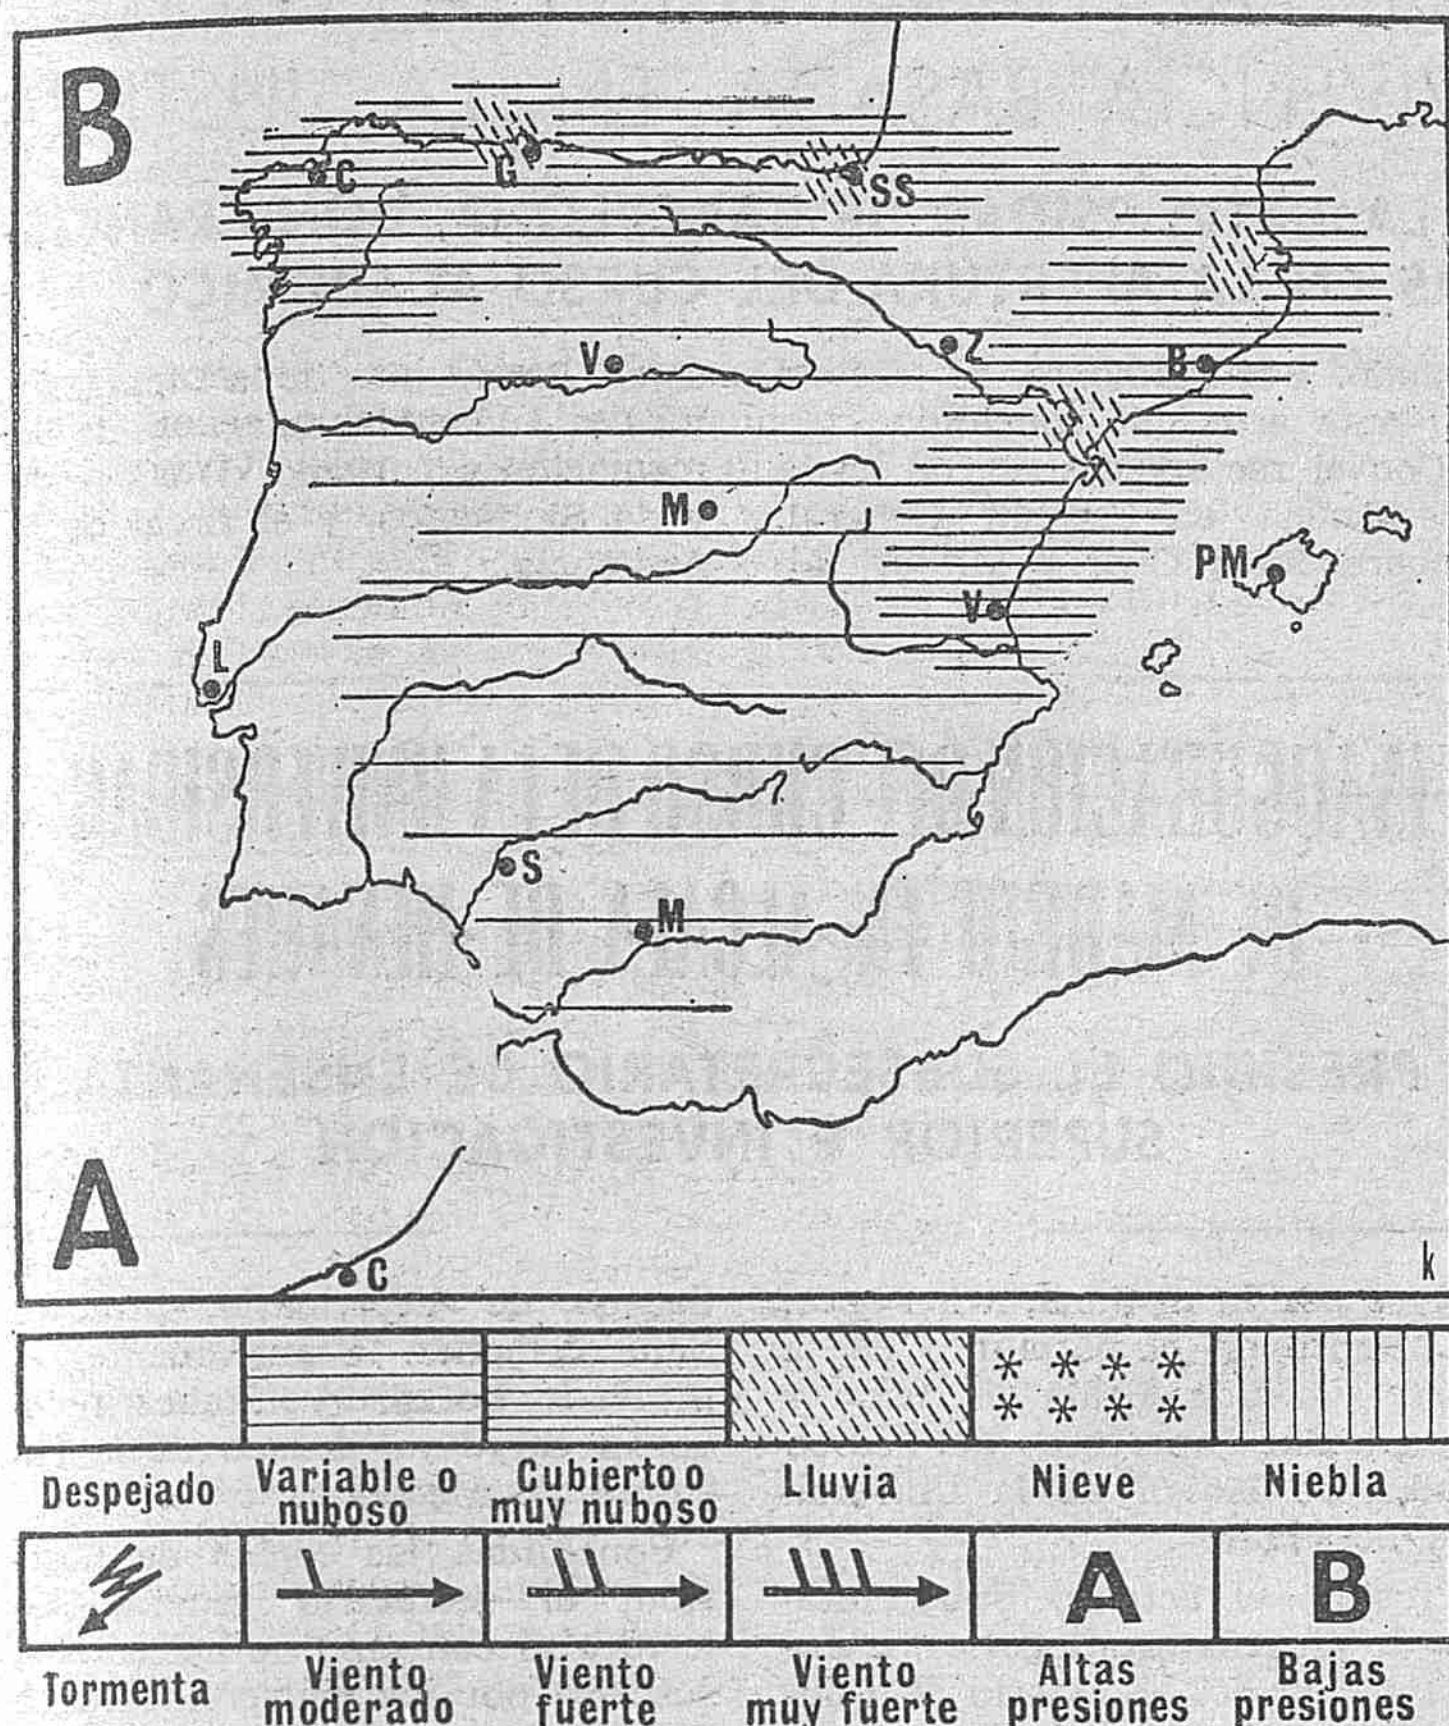 B
C
G
SS
V
Z
B
M
PM
V
L
S
M
A
C
k
Despejado
Variable o
nuboso
Cubierto o
muy nuboso
Lluvia
Nieve
Niebla
A
B
Tormenta
Viento
moderado
Viento
fuerte
Viento
muy fuerte
Altas
presiones
Bajas
presiones